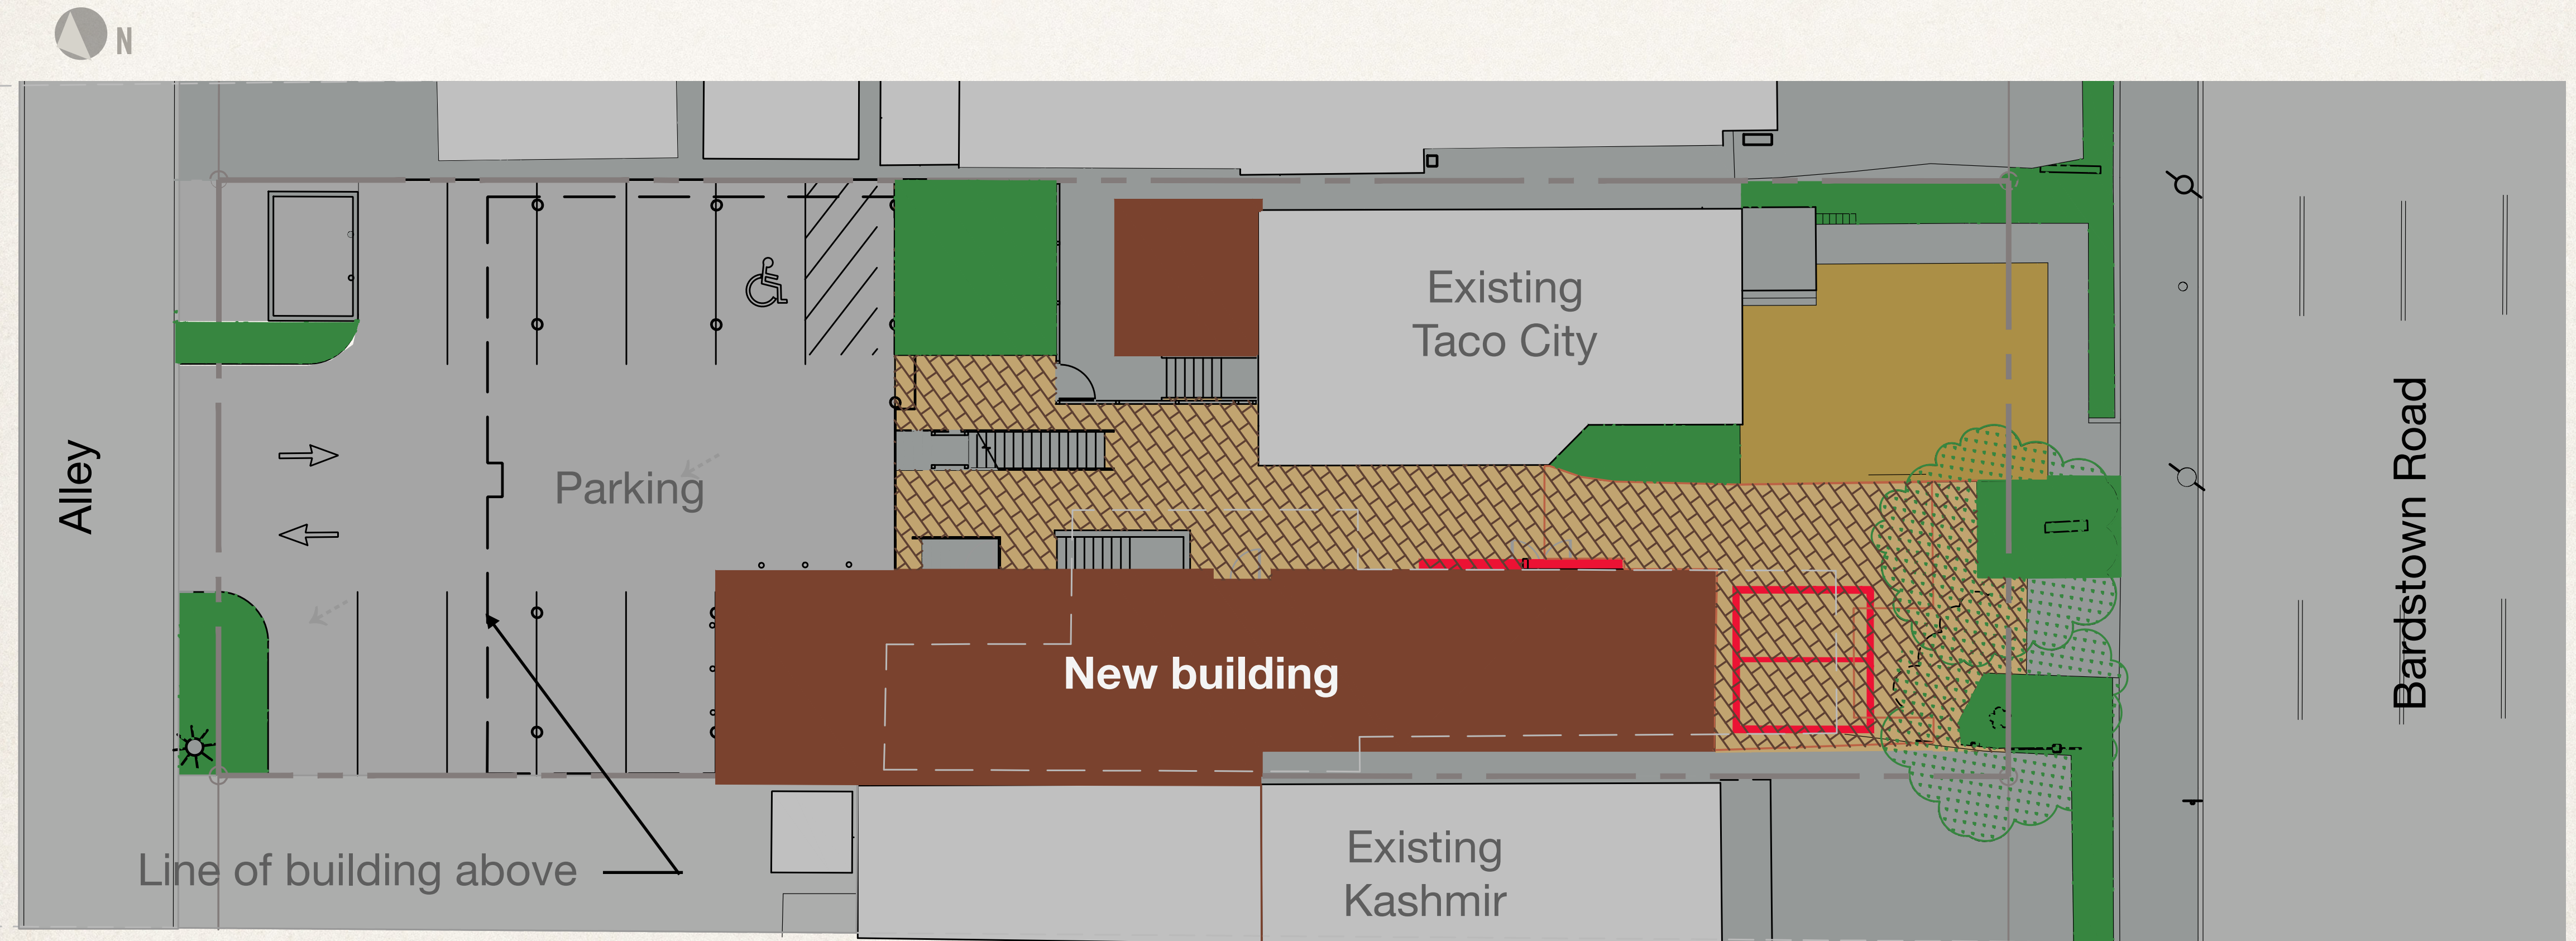 N
Existing
Taco City
Alley
Parking
Bardstown Road
New building
Line of building above
Existing
Kashmir